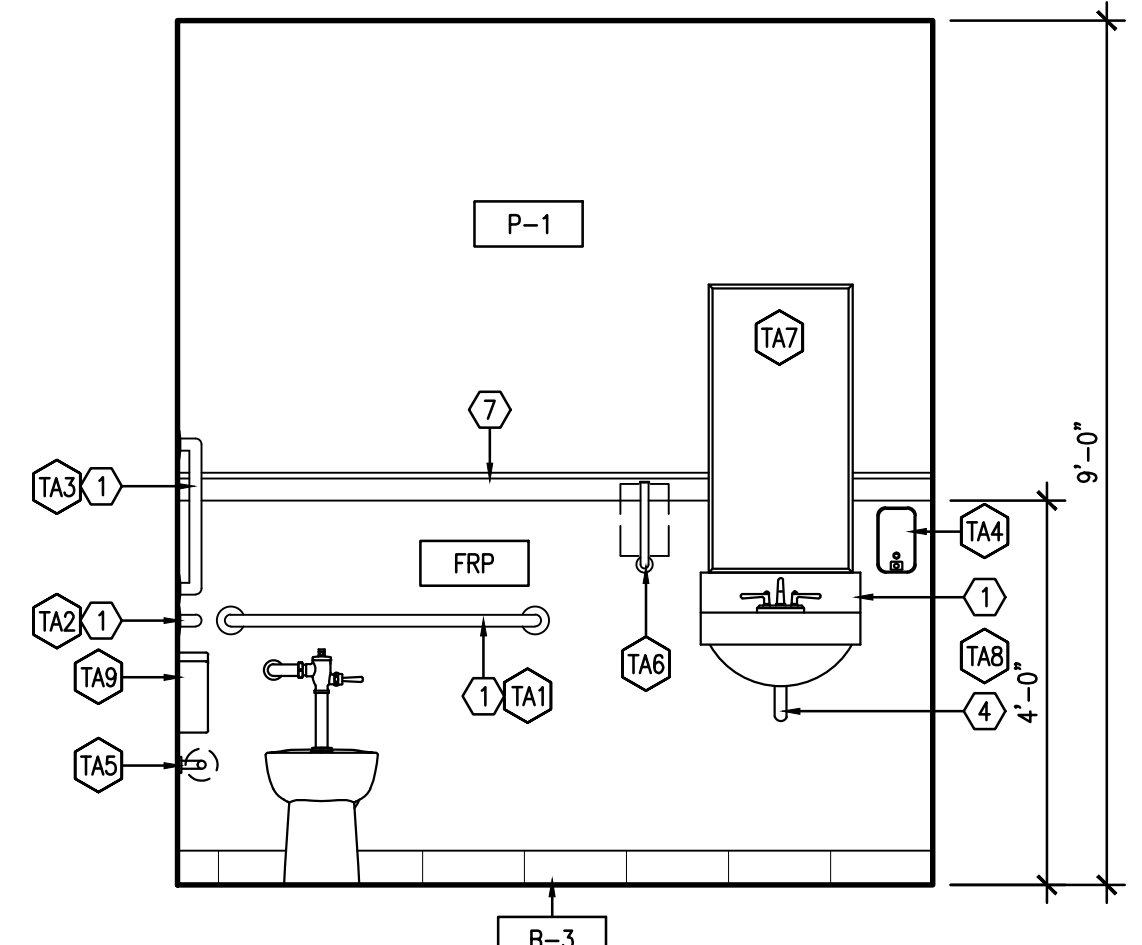 P-1
TA7
9'-0"
7
TA3 1
FRP
TA4
1
TA2 1
TA6
TA8
TA9
1 TA1
4
4'-0"
TA5
B-3